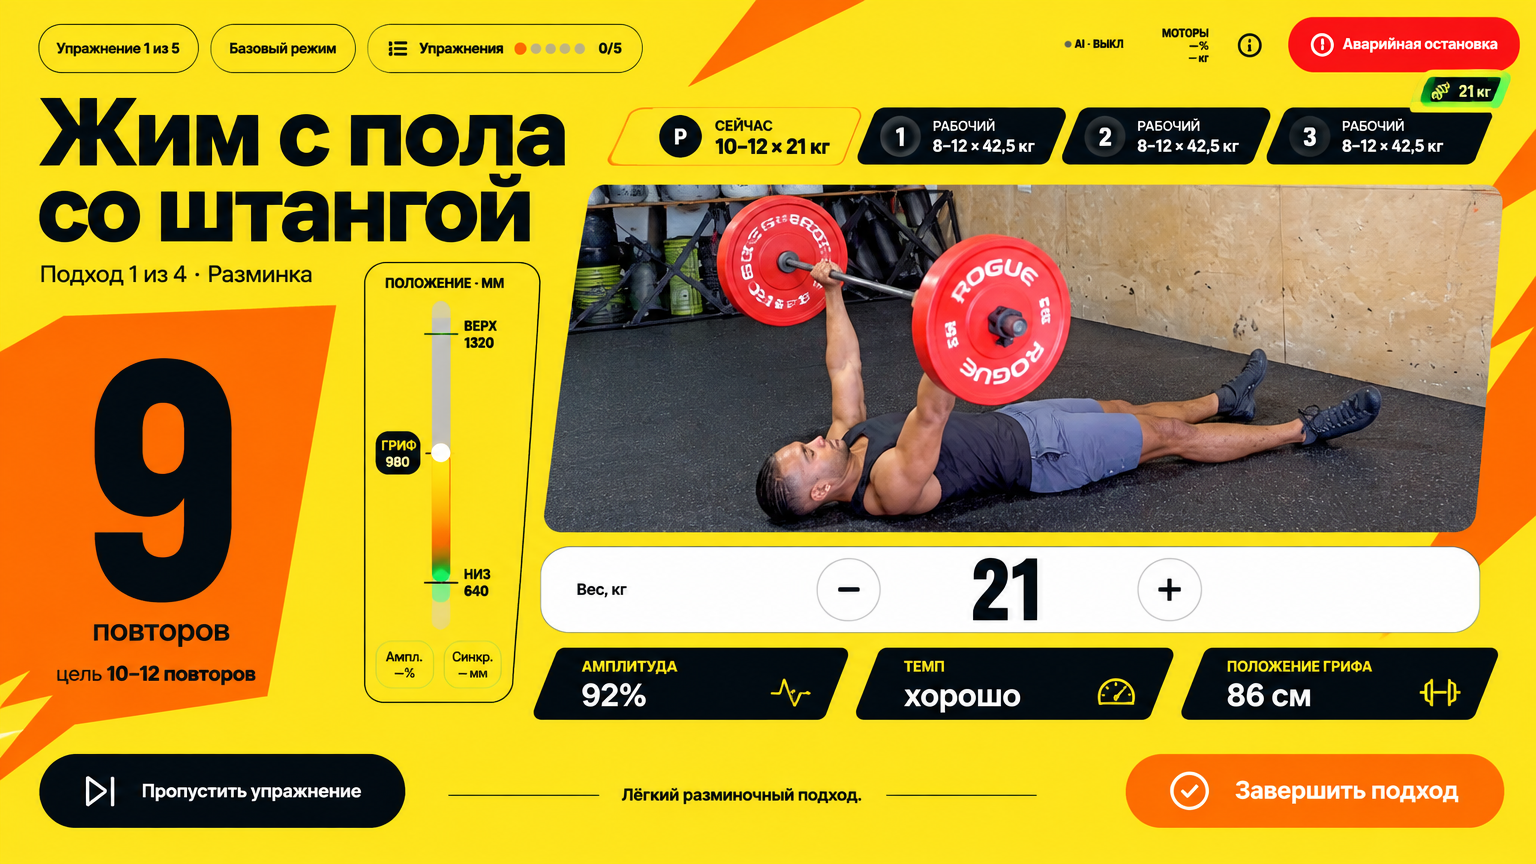 Упражнение 1 из 5
Базовый режим
Упражнения 0/5
AI · ВЫКЛ
МОТОРЫ
—%
— кг
Аварийная остановка
21 кг
Жим с пола
со штангой
Подход 1 из 4 · Разминка
P
СЕЙЧАС
10–12 × 21 кг
1
РАБОЧИЙ
8–12 × 42,5 кг
2
РАБОЧИЙ
8–12 × 42,5 кг
3
РАБОЧИЙ
8–12 × 42,5 кг
9
повторов
цель 10–12 повторов
ПОЛОЖЕНИЕ · ММ
ВЕРХ
1320
ГРИФ
980
НИЗ
640
Ампл.
—%
Синхр.
— мм
ROGUE
ROGUE
Вес, кг
−
21
+
АМПЛИТУДА
92%
ТЕМП
хорошо
ПОЛОЖЕНИЕ ГРИФА
86 см
Пропустить упражнение
Лёгкий разминочный подход.
Завершить подход